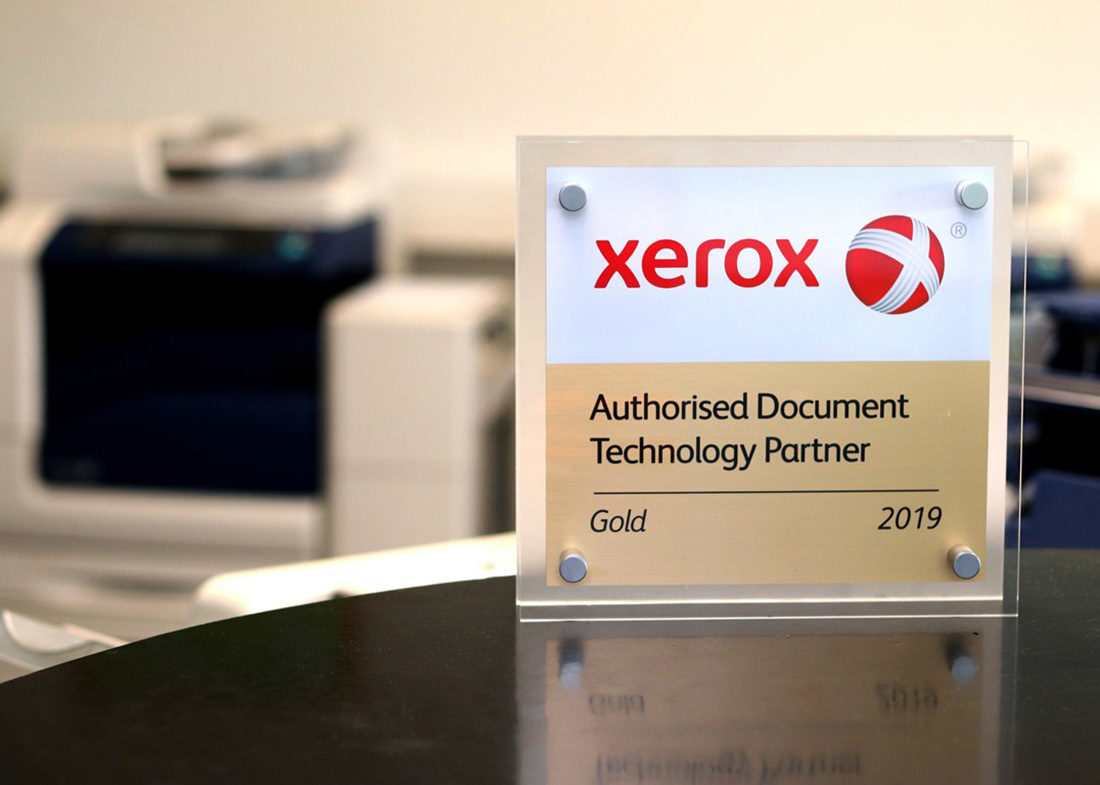 xerox ®
Authorised Document
Technology Partner
Gold 2019